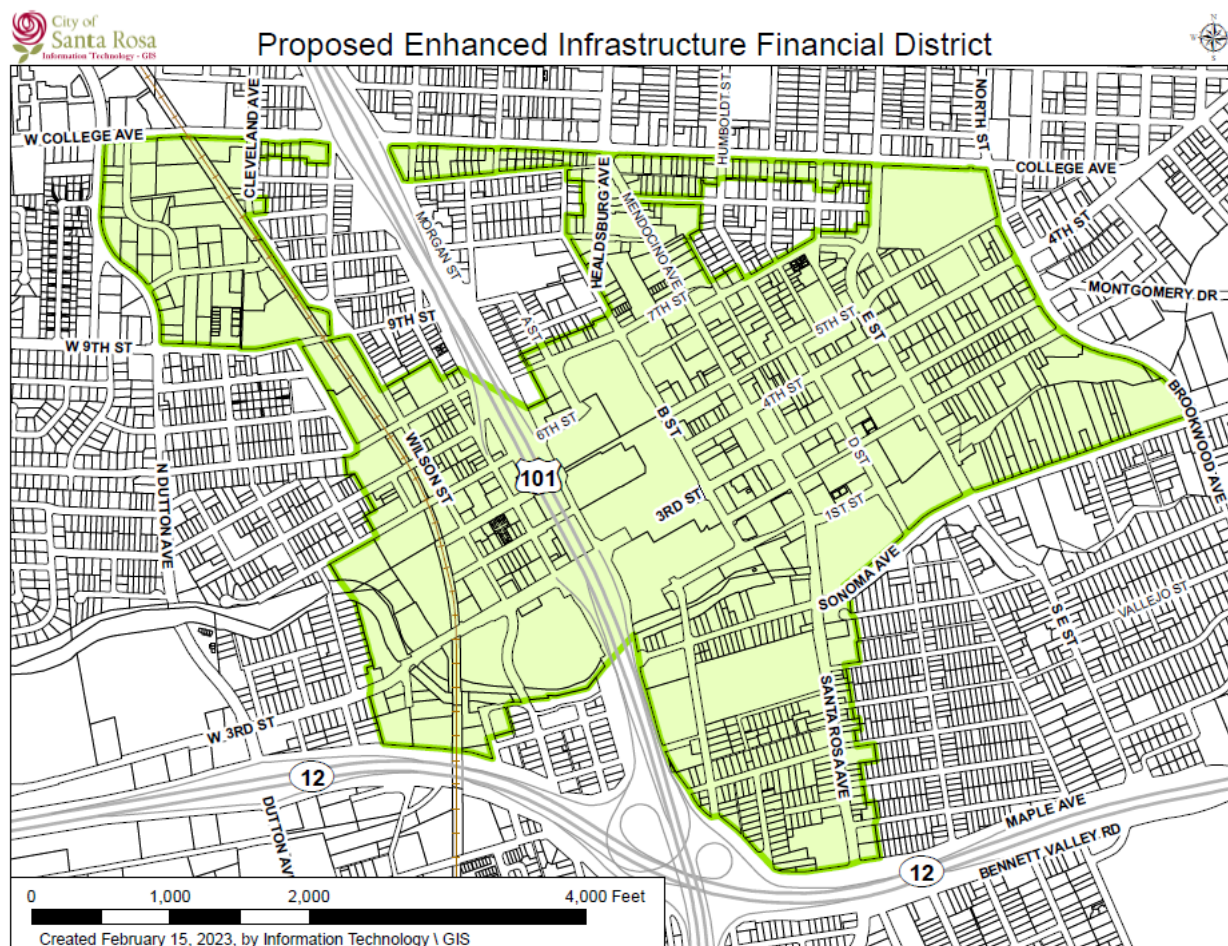 City of
Santa Rosa
Information Technology - GIS
Proposed Enhanced Infrastructure Financial District
N
W
E
S
W COLLEGE AVE
CLEVELAND AVE
HUMBOLDT ST
NORTH ST
COLLEGE AVE
HEALDSBURG AVE
MENDOCINO AVE
MORGAN ST
4TH ST
MONTGOMERY DR
7TH ST
A ST
9TH ST
5TH ST
E ST
W 9TH ST
4TH ST
BROOKWOOD AVE
6TH ST
B ST
WILSON ST
101
D ST
N DUTTON AVE
3RD ST
1ST ST
SONOMA AVE
S E ST
VALLEJO ST
W 3RD ST
SANTA ROSA AVE
12
DUTTON AVE
MAPLE AVE
12
BENNETT VALLEY RD
0 1,000 2,000 4,000 Feet
Created February 15, 2023, by Information Technology \ GIS